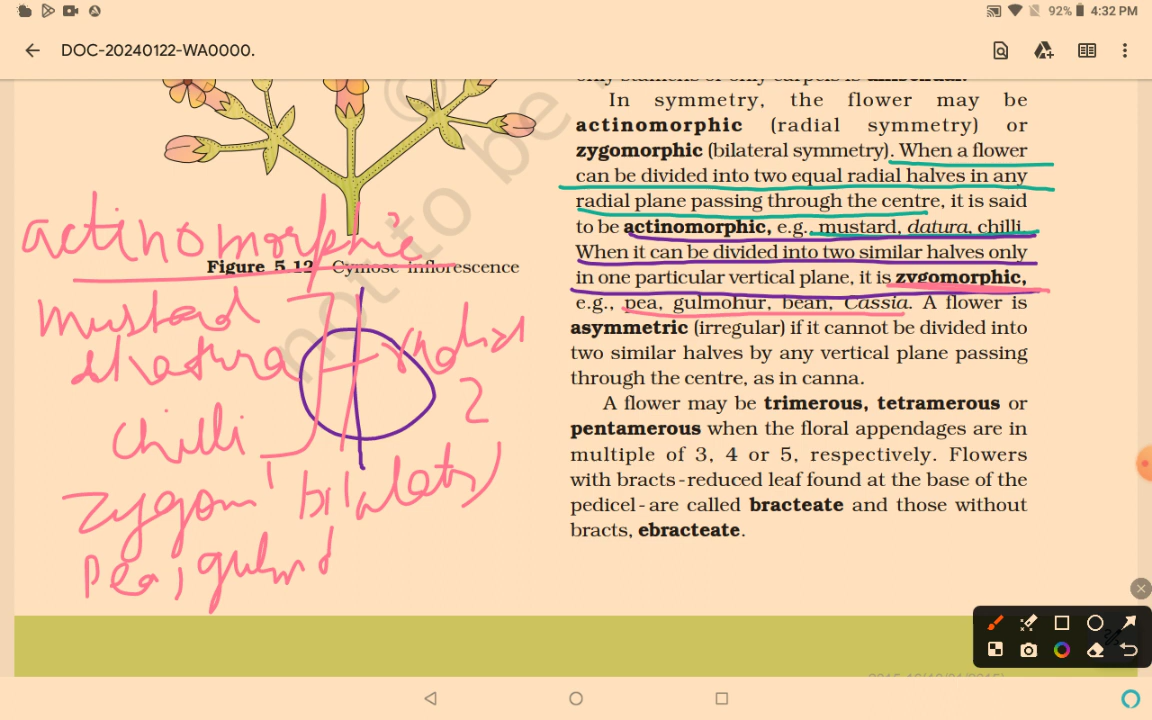 92% 4:32 PM
DOC-20240122-WA0000.
In symmetry, the flower may be
actinomorphic (radial symmetry) or
zygomorphic (bilateral symmetry). When a flower
can be divided into two equal radial halves in any
radial plane passing through the centre, it is said
to be actinomorphic, e.g., mustard, datura, chilli.
When it can be divided into two similar halves only
in one particular vertical plane, it is zygomorphic,
e.g., pea, gulmohur, bean, Cassia. A flower is
asymmetric (irregular) if it cannot be divided into
two similar halves by any vertical plane passing
through the centre, as in canna.
A flower may be trimerous, tetramerous or
pentamerous when the floral appendages are in
multiple of 3, 4 or 5, respectively. Flowers
with bracts-reduced leaf found at the base of the
pedicel-are called bracteate and those without
bracts, ebracteate.
Figure 5.12 Cymose inflorescence
not to be
actinomorphic
mustard
chilli
radial
2
zygom
pea,